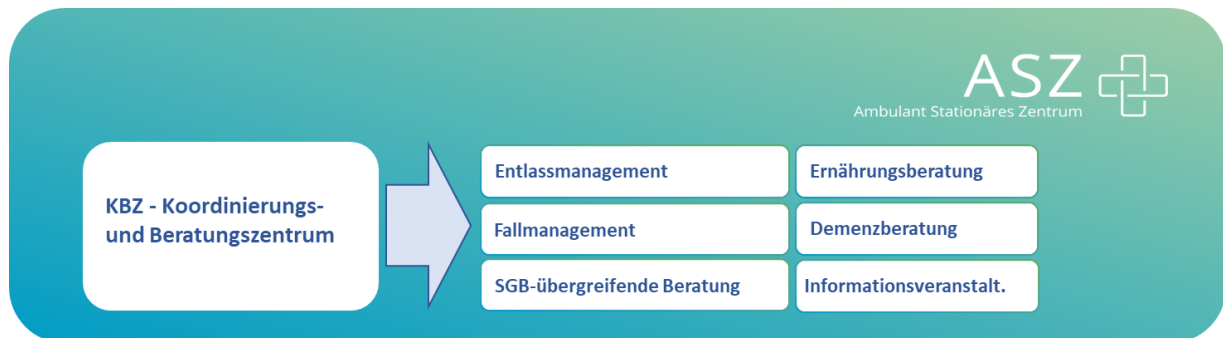 ASZ
Ambulant Stationäres Zentrum
KBZ - Koordinierungs-
und Beratungszentrum
Entlassmanagement
Ernährungsberatung
Fallmanagement
Demenzberatung
SGB-übergreifende Beratung
Informationsveranstalt.